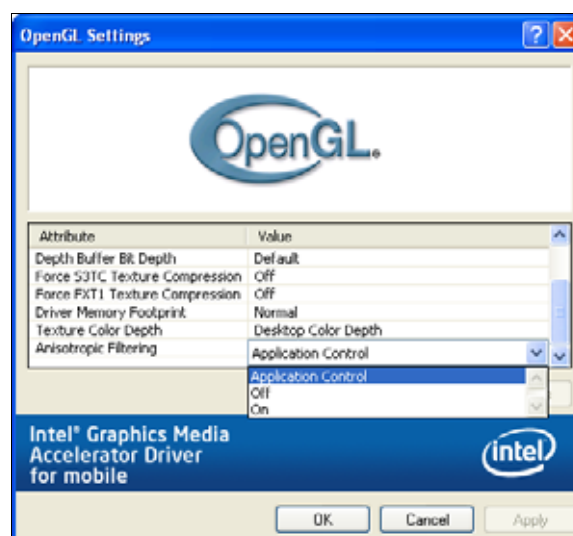 OpenGL Settings
OpenGL®
Attribute Value
Depth Buffer Bit Depth Default
Force S3TC Texture Compression Off
Force FXT1 Texture Compression Off
Driver Memory Footprint Normal
Texture Color Depth Desktop Color Depth
Anisotropic Filtering Application Control
Application Control
Off
On
Intel® Graphics Media
Accelerator Driver
for mobile
intel
OK Cancel Apply